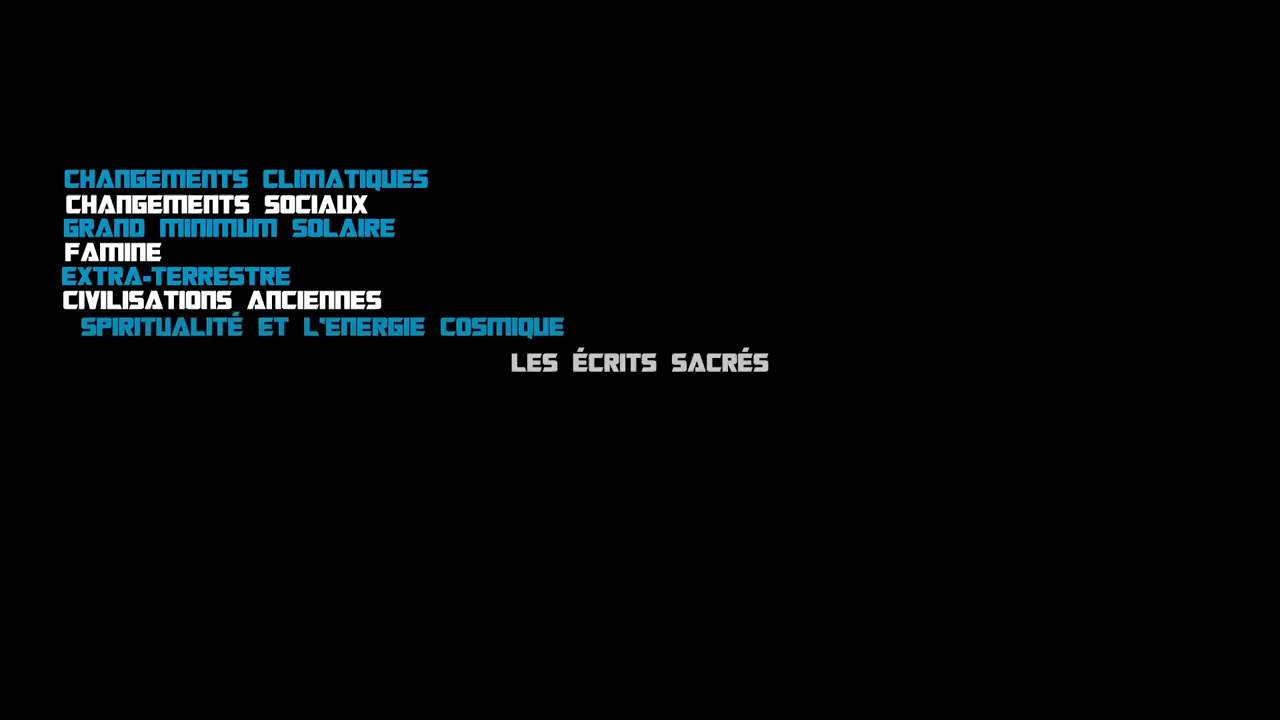 CHANGEMENTS CLIMATIQUES
CHANGEMENTS SOCIAUX
GRAND MINIMUM SOLAIRE
FAMINE
EXTRA-TERRESTRE
CIVILISATIONS ANCIENNES
SPIRITUALITÉ ET L'ENERGIE COSMIQUE
LES ÉCRITS SACRÉS